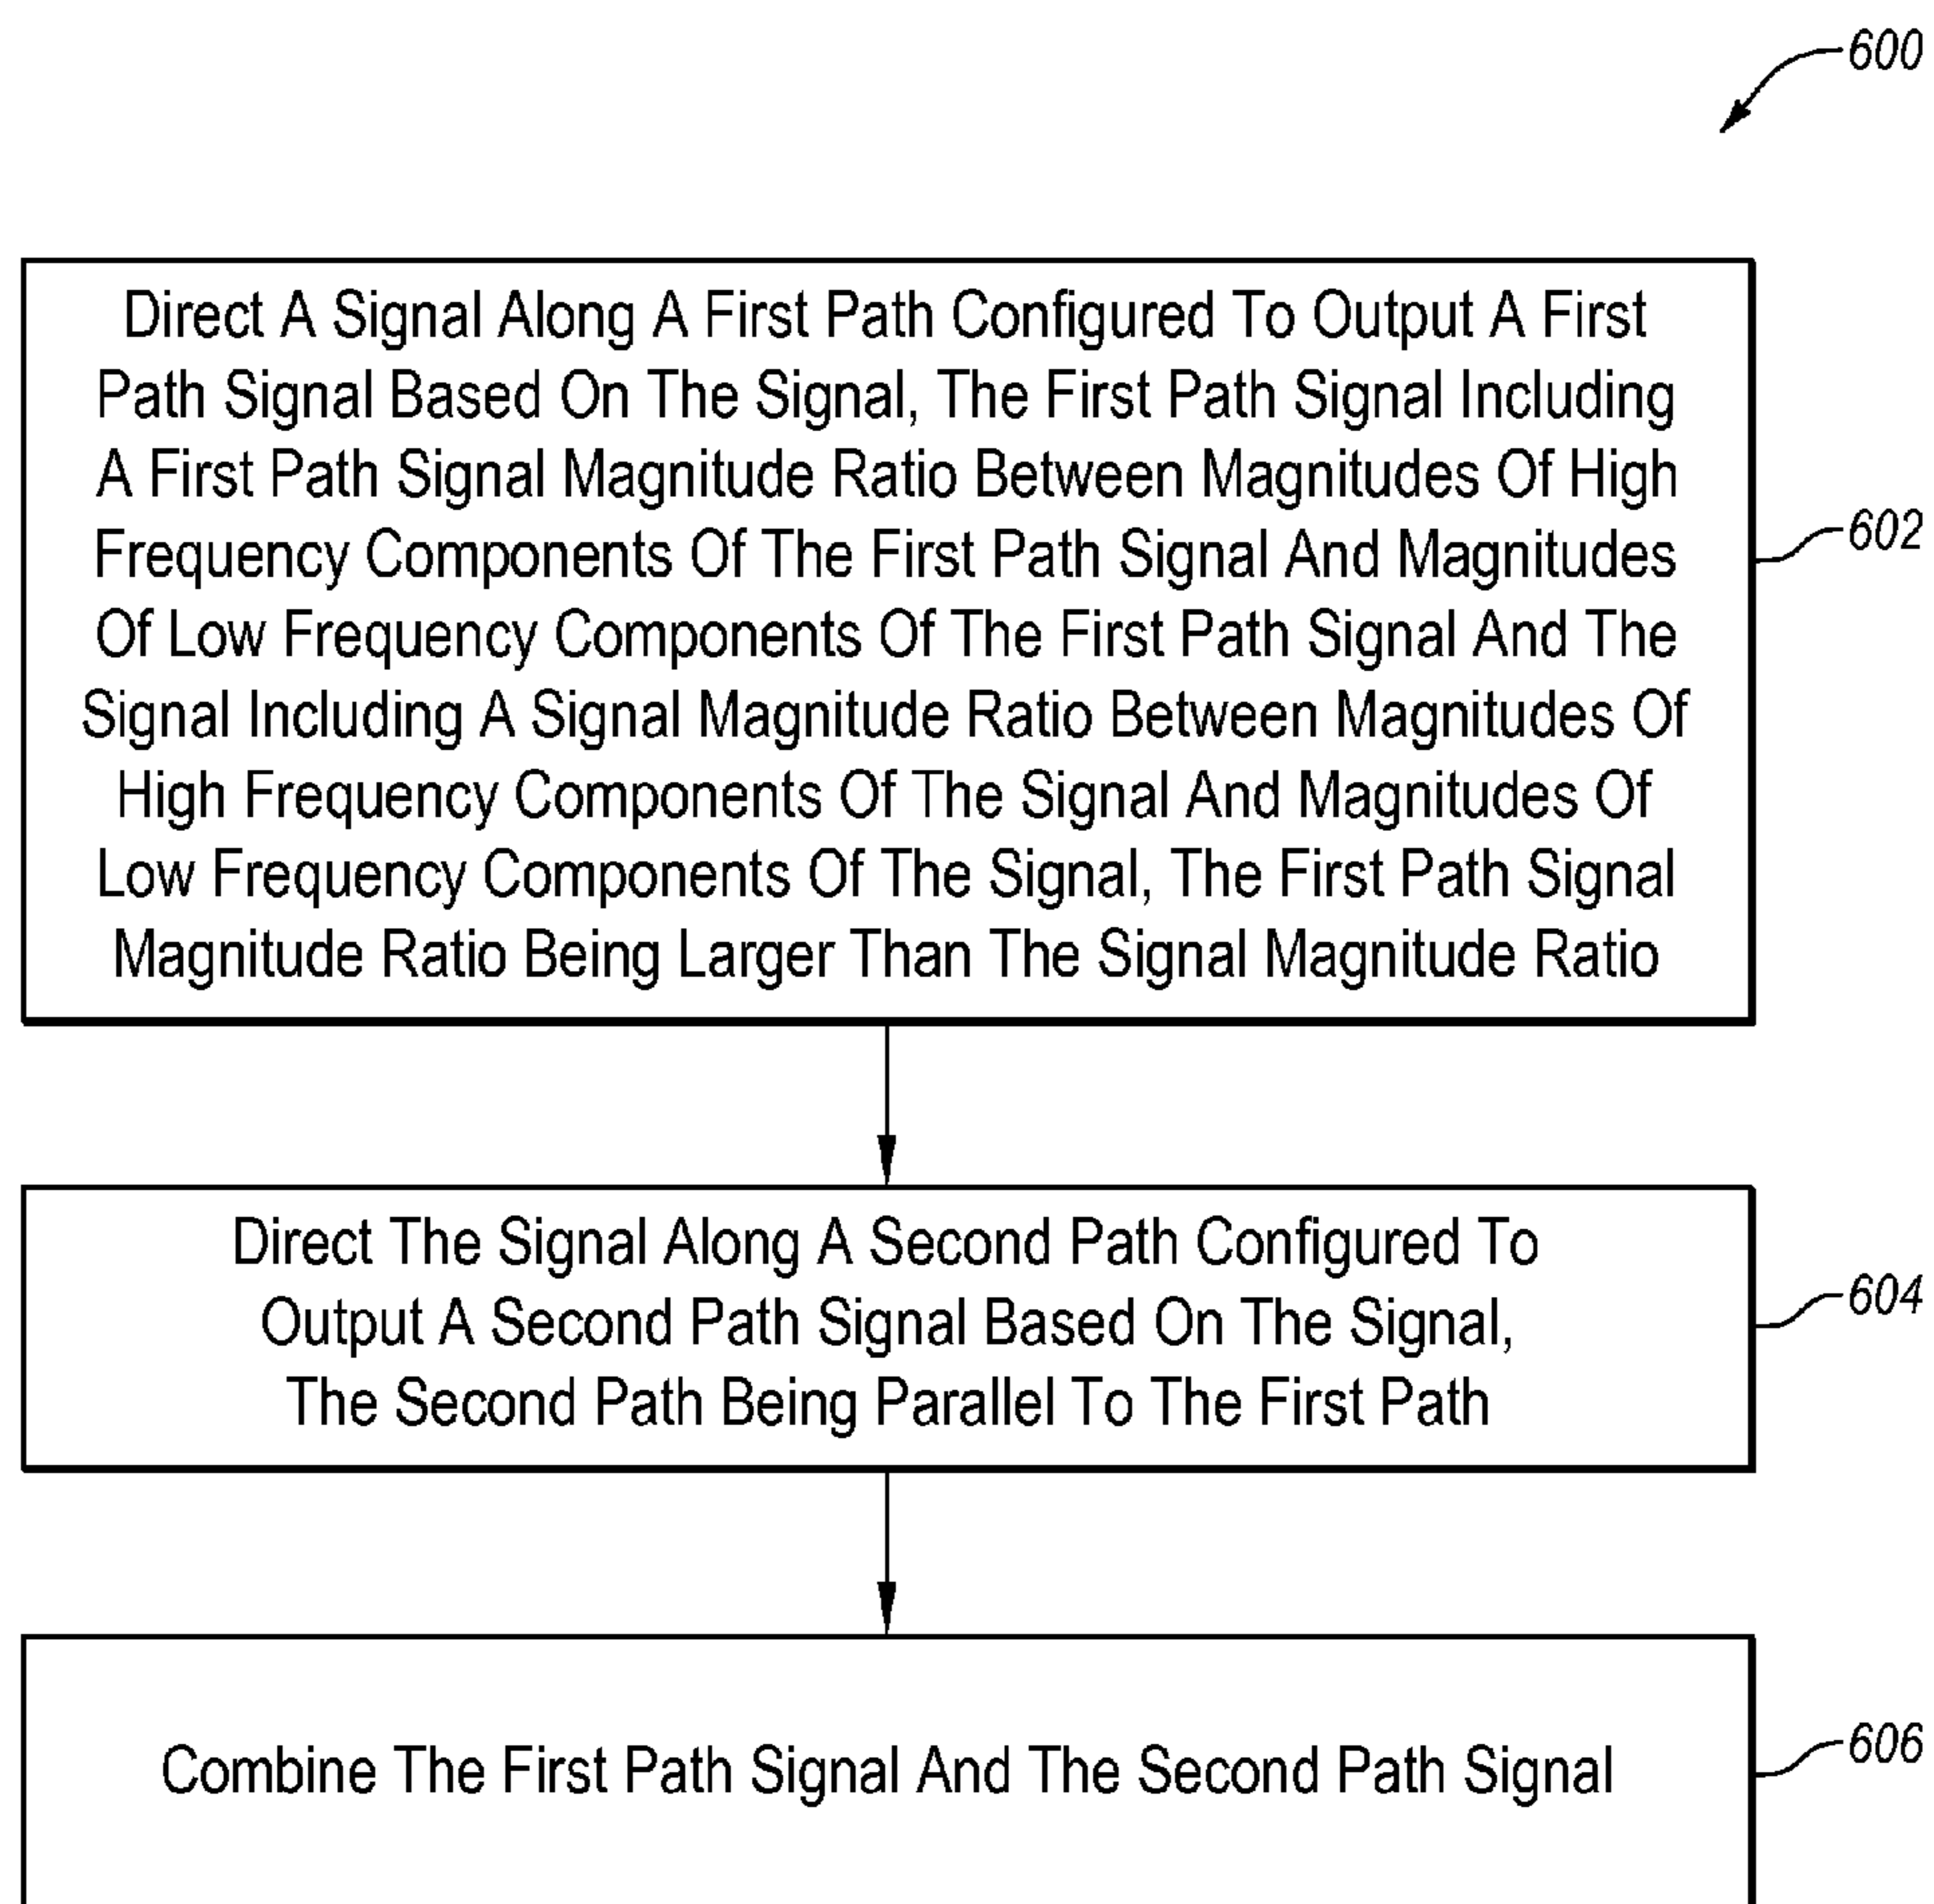 600
Direct A Signal Along A First Path Configured To Output A First
Path Signal Based On The Signal, The First Path Signal Including
A First Path Signal Magnitude Ratio Between Magnitudes Of High
Frequency Components Of The First Path Signal And Magnitudes
Of Low Frequency Components Of The First Path Signal And The
Signal Including A Signal Magnitude Ratio Between Magnitudes Of
High Frequency Components Of The Signal And Magnitudes Of
Low Frequency Components Of The Signal, The First Path Signal
Magnitude Ratio Being Larger Than The Signal Magnitude Ratio
602
Direct The Signal Along A Second Path Configured To
Output A Second Path Signal Based On The Signal,
The Second Path Being Parallel To The First Path
604
Combine The First Path Signal And The Second Path Signal
606